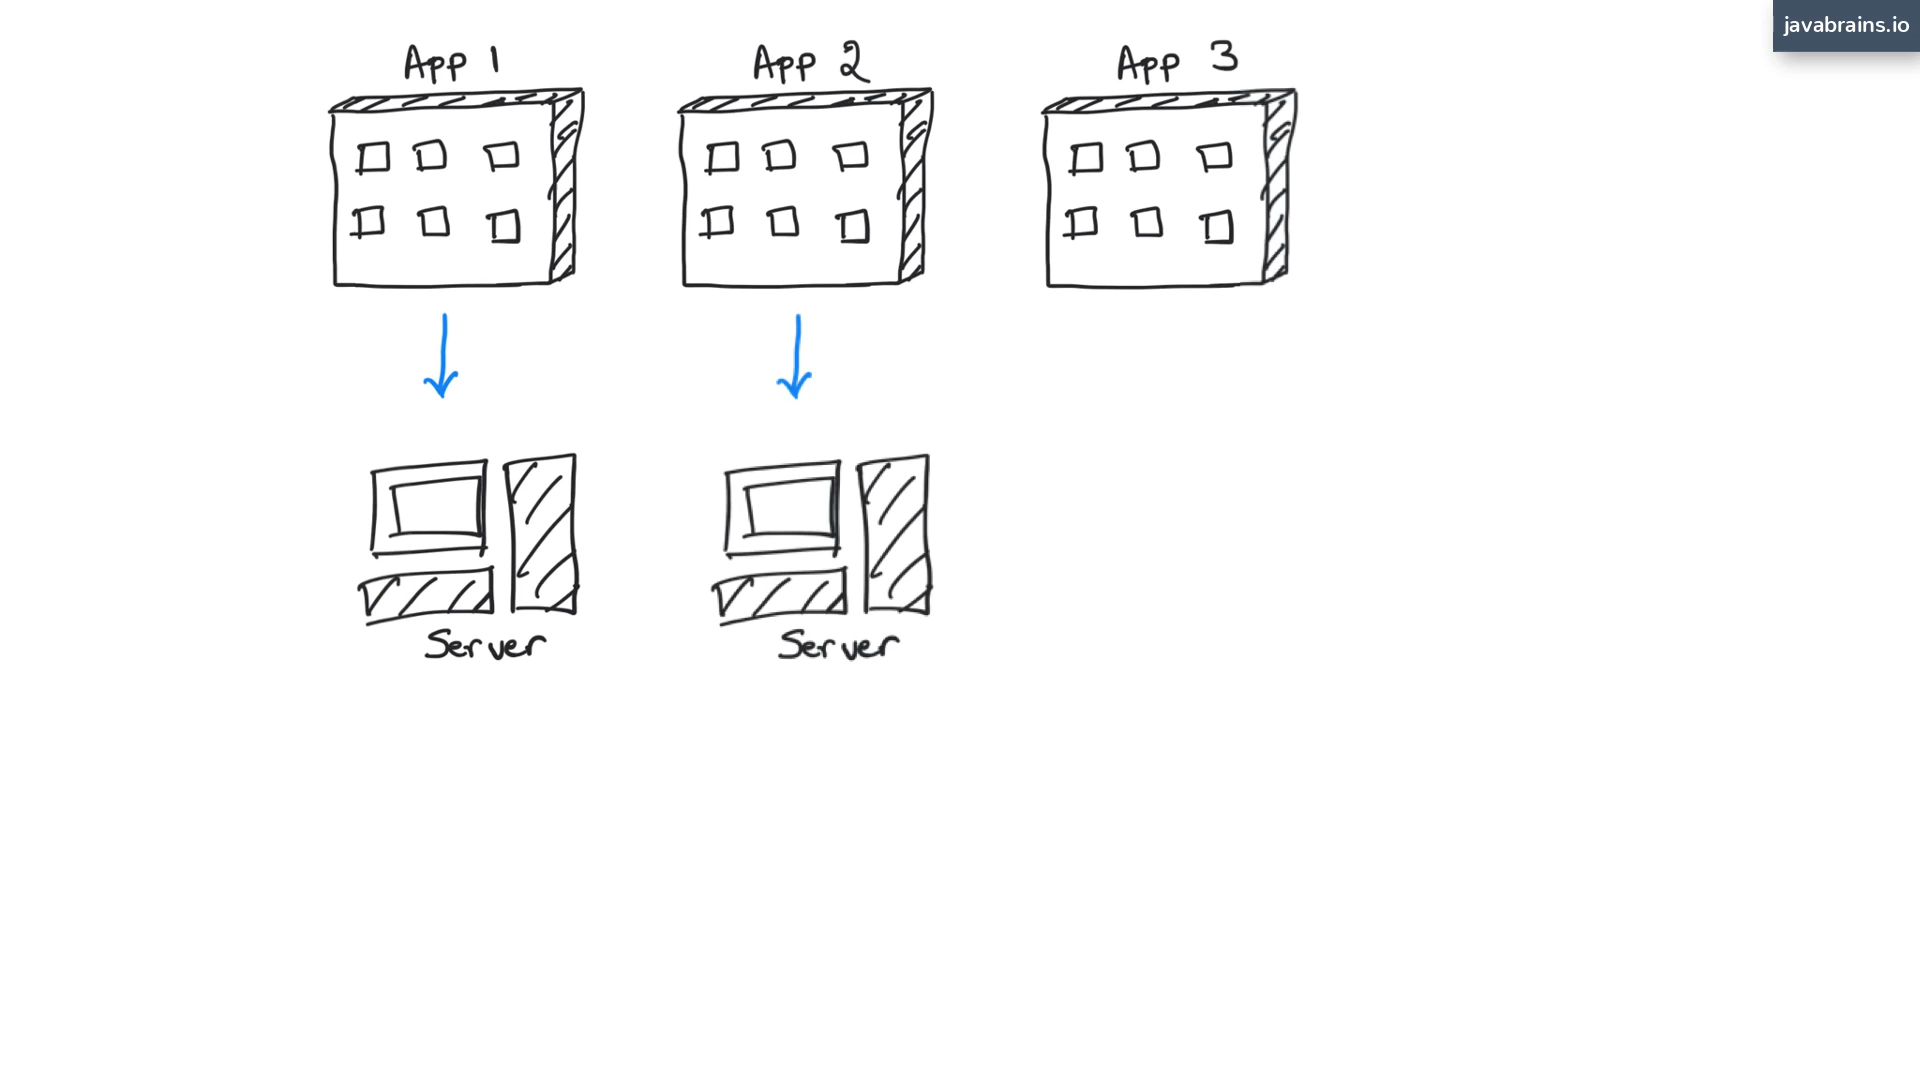 javabrains.io
App 1
App 2
App 3
Server
Server